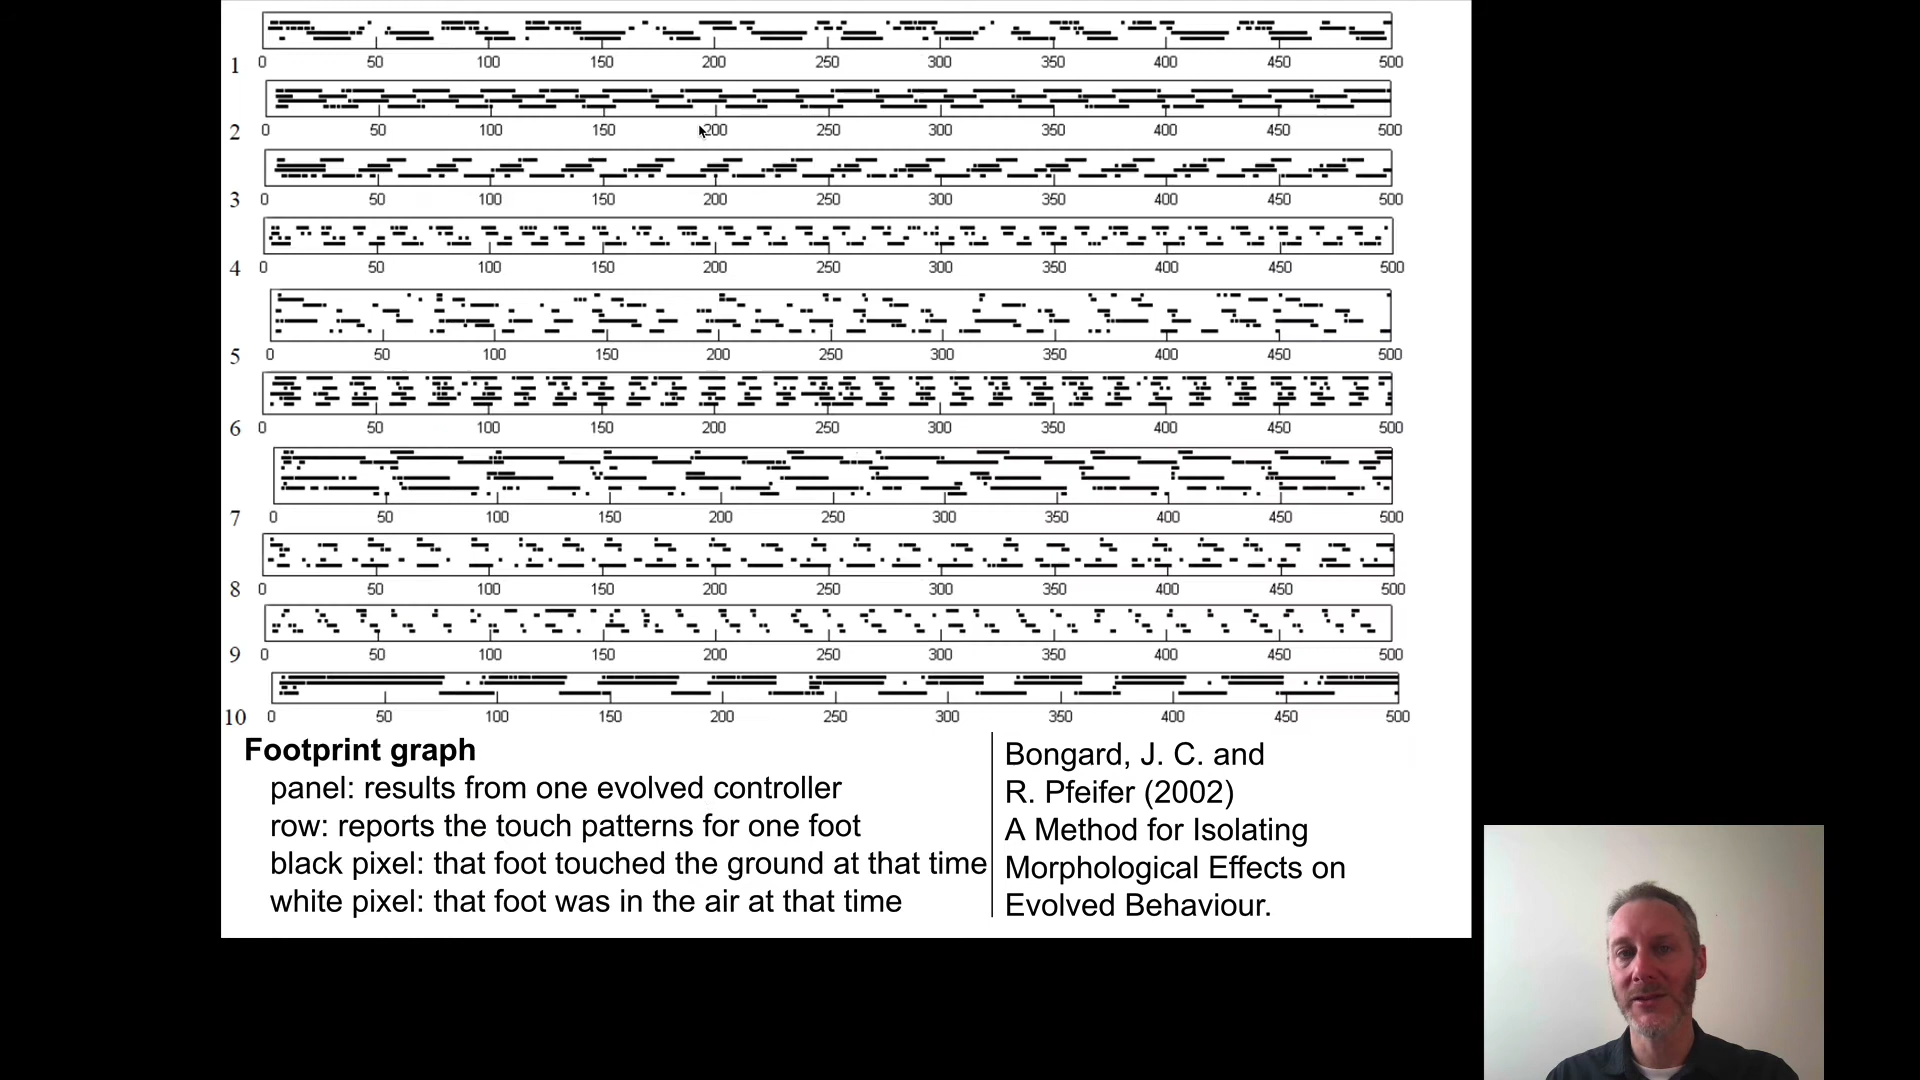 1 0 50 100 150 200 250 300 350 400 450 500
2 0 50 100 150 200 250 300 350 400 450 500
3 0 50 100 150 200 250 300 350 400 450 500
4 0 50 100 150 200 250 300 350 400 450 500
5 0 50 100 150 200 250 300 350 400 450 500
6 0 50 100 150 200 250 300 350 400 450 500
7 0 50 100 150 200 250 300 350 400 450 500
8 0 50 100 150 200 250 300 350 400 450 500
9 0 50 100 150 200 250 300 350 400 450 500
10 0 50 100 150 200 250 300 350 400 450 500
Footprint graph
panel: results from one evolved controller
row: reports the touch patterns for one foot
black pixel: that foot touched the ground at that time
white pixel: that foot was in the air at that time
Bongard, J. C. and
R. Pfeifer (2002)
A Method for Isolating
Morphological Effects on
Evolved Behaviour.